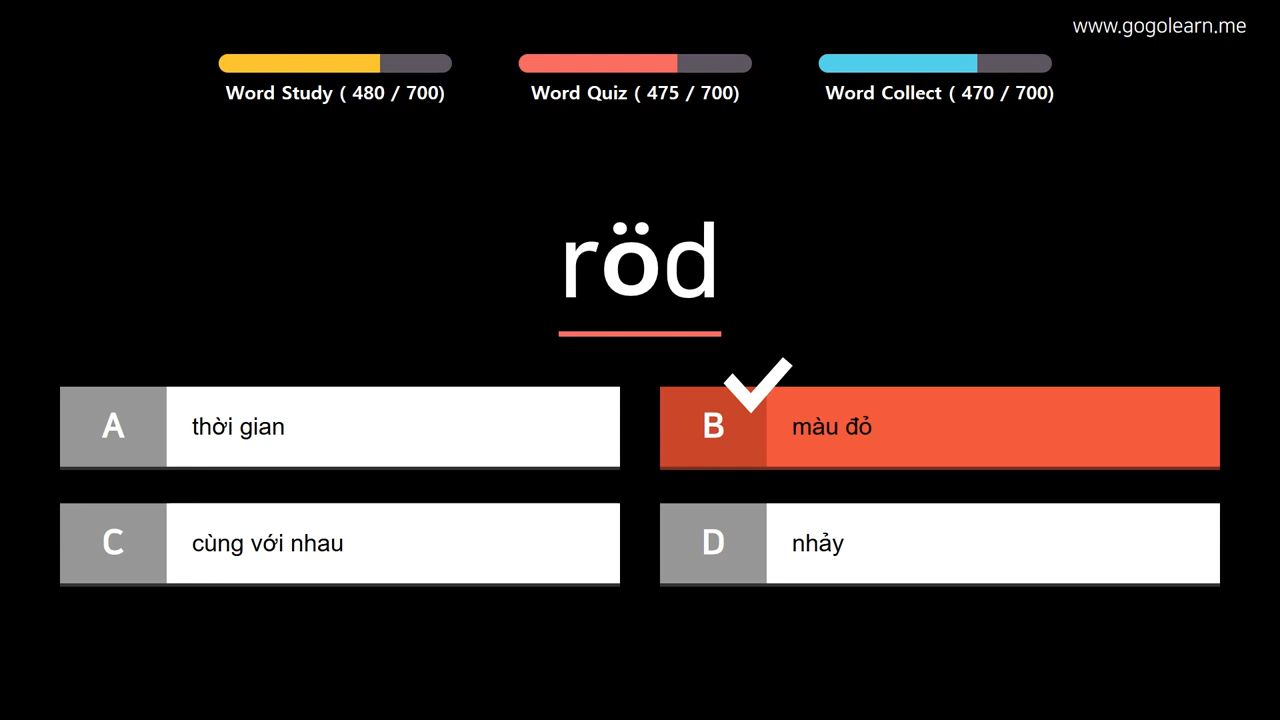 www.gogolearn.me
Word Study ( 480 / 700)
Word Quiz ( 475 / 700)
Word Collect ( 470 / 700)
röd
A
thời gian
B
màu đỏ
C
cùng với nhau
D
nhảy